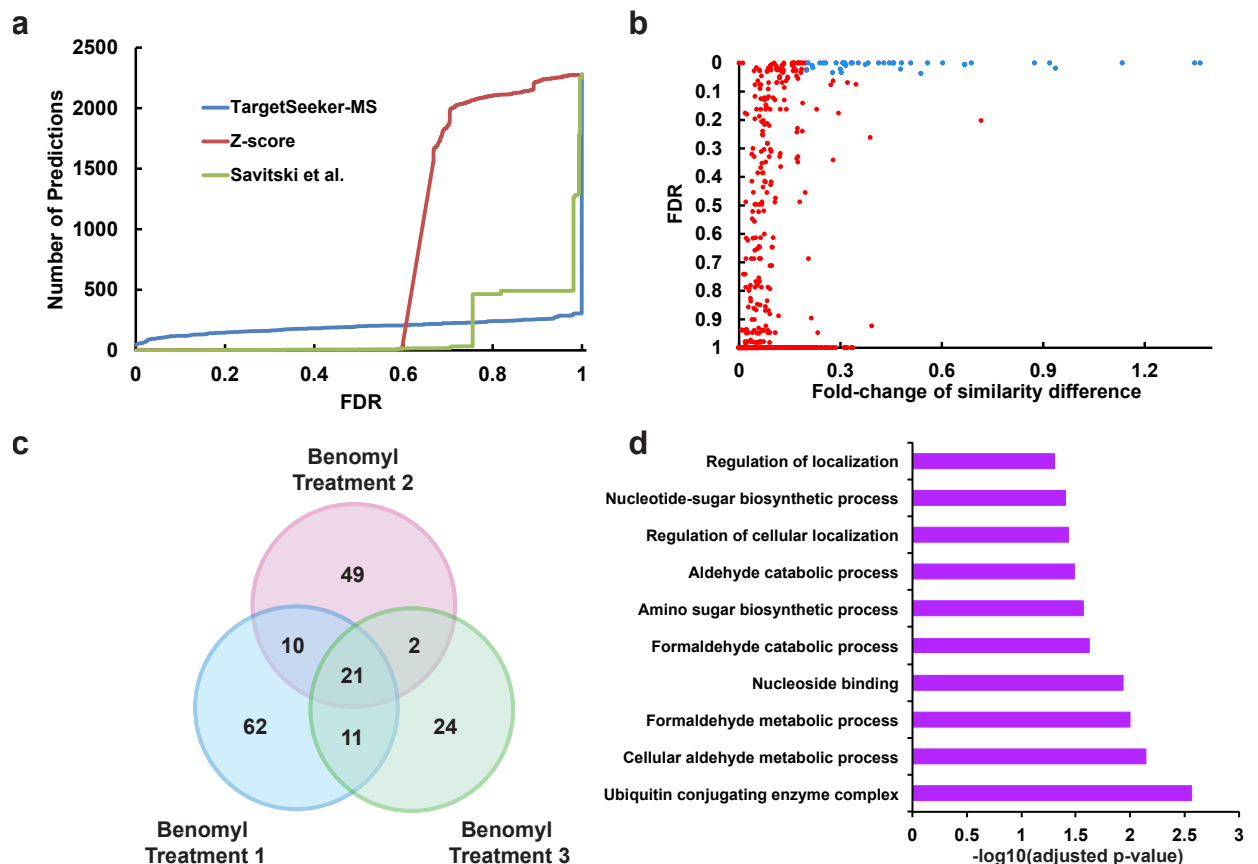 a
2500
2000
1500
1000
500
0
Number of Predictions
TargetSeeker-MS
Z-score
Savitski et al.
0
0.2
0.4
0.6
0.8
1
FDR
b
0
0.1
0.2
0.3
0.4
0.5
0.6
0.7
0.8
0.9
1
FDR
0
0.3
0.6
0.9
1.2
Fold-change of similarity difference
c
Benomyl
Treatment 2
49
10
2
21
62
11
24
Benomyl
Treatment 1
Benomyl
Treatment 3
d
Regulation of localization
Nucleotide-sugar biosynthetic process
Regulation of cellular localization
Aldehyde catabolic process
Amino sugar biosynthetic process
Formaldehyde catabolic process
Nucleoside binding
Formaldehyde metabolic process
Cellular aldehyde metabolic process
Ubiquitin conjugating enzyme complex
0
0.5
1
1.5
2
2.5
3
-log10(adjusted p-value)